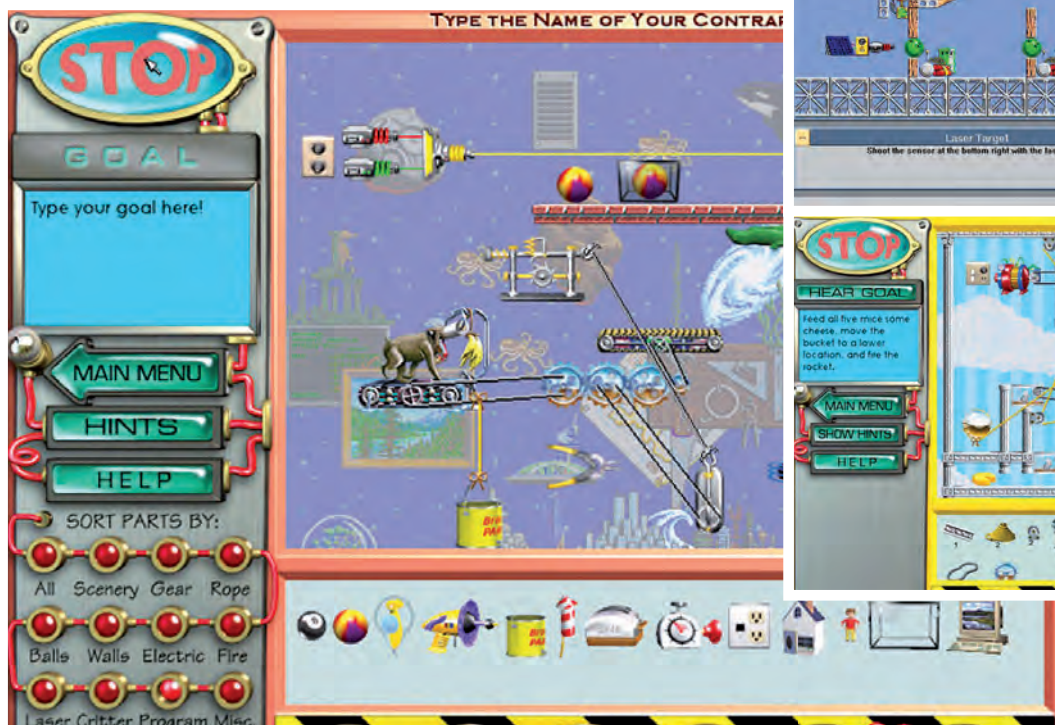 TYPE THE NAME OF YOUR CONTRAP
STOP
GOAL
Type your goal here!
MAIN MENU
HINTS
HELP
SORT PARTS BY:
All Scenery Gear Rope
Balls Walls Electric Fire
Laser Critter Program Misc
Laser Target
Shoot the sensor at the bottom right with the las
STOP
HEAR GOAL
Feed all five mice some
cheese, move the
bucket to a lower
location, and fire the
rocket.
MAIN MENU
SHOW HINTS
HELP
1 2 3